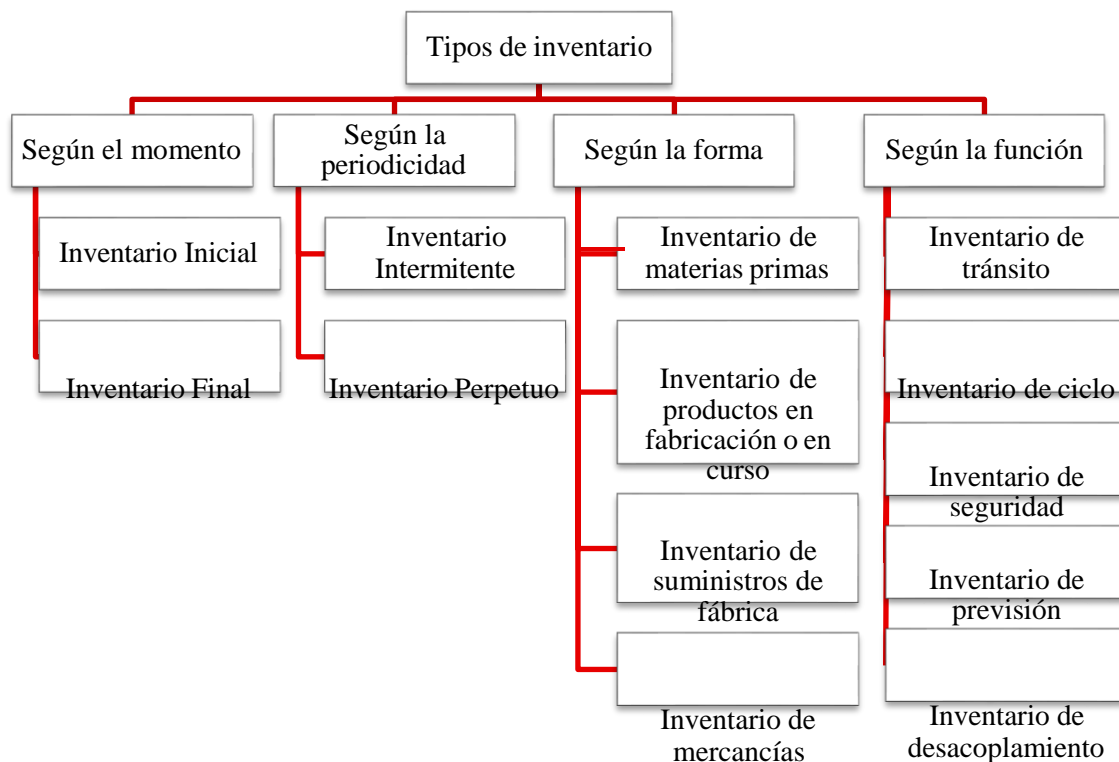 Tipos de inventario
Según el momento
Inventario Inicial
Inventario Final
Según la
periodicidad
Inventario
Intermitente
Inventario Perpetuo
Según la forma
Inventario de
materias primas
Inventario de
productos en
fabricación o en
curso
Inventario de
suministros de
fábrica
Inventario de
mercancías
Según la función
Inventario de
tránsito
Inventario de ciclo
Inventario de
seguridad
Inventario de
previsión
Inventario de
desacoplamiento